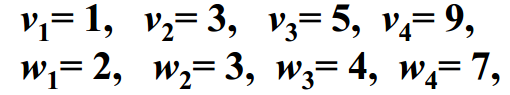 v₁= 1, v₂= 3, v₃= 5, v₄= 9,
w₁= 2, w₂= 3, w₃= 4, w₄= 7,